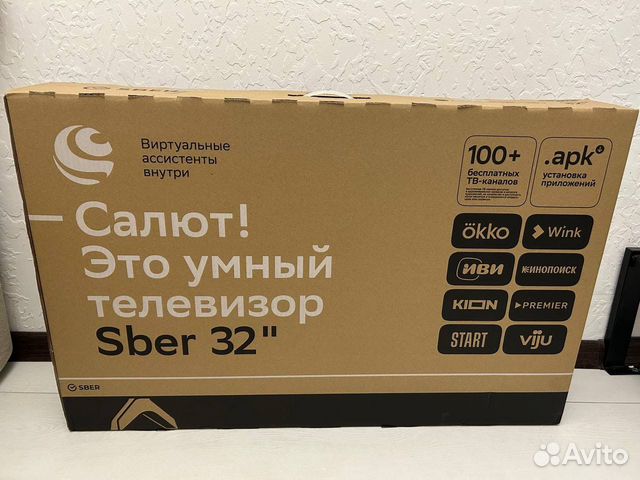 Виртуальные
ассистенты
внутри
100+
бесплатных
ТВ-каналов
.apk
установка
приложений
Салют!
Это умный
телевизор
Sber 32"
ökko
Wink
иви
КИНОПОИСК
KION
PREMIER
START
viju
SBER
Avito